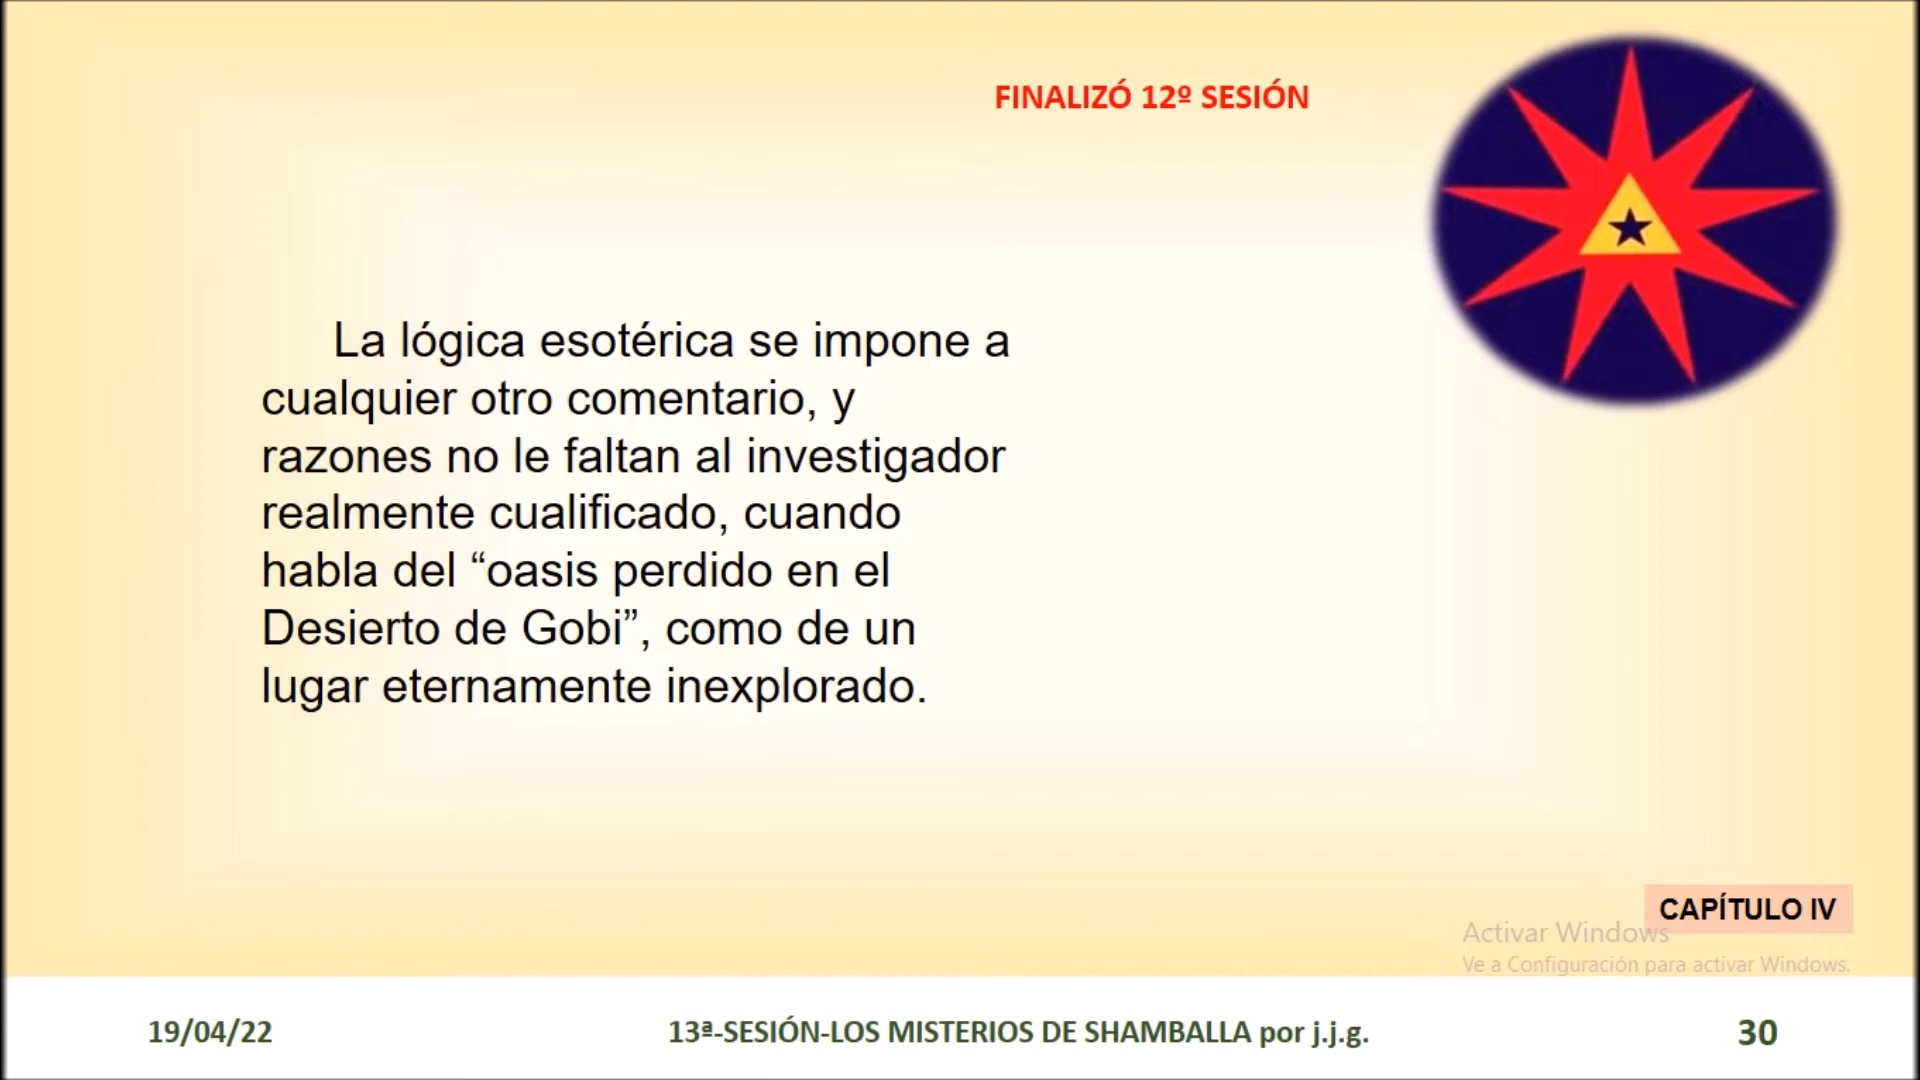 FINALIZÓ 12º SESIÓN
La lógica esotérica se impone a
cualquier otro comentario, y
razones no le faltan al investigador
realmente cualificado, cuando
habla del “oasis perdido en el
Desierto de Gobi”, como de un
lugar eternamente inexplorado.
CAPÍTULO IV
Activar Windows
Ve a Configuración para activar Windows.
19/04/22
13ª-SESIÓN-LOS MISTERIOS DE SHAMBALLA por j.j.g.
30